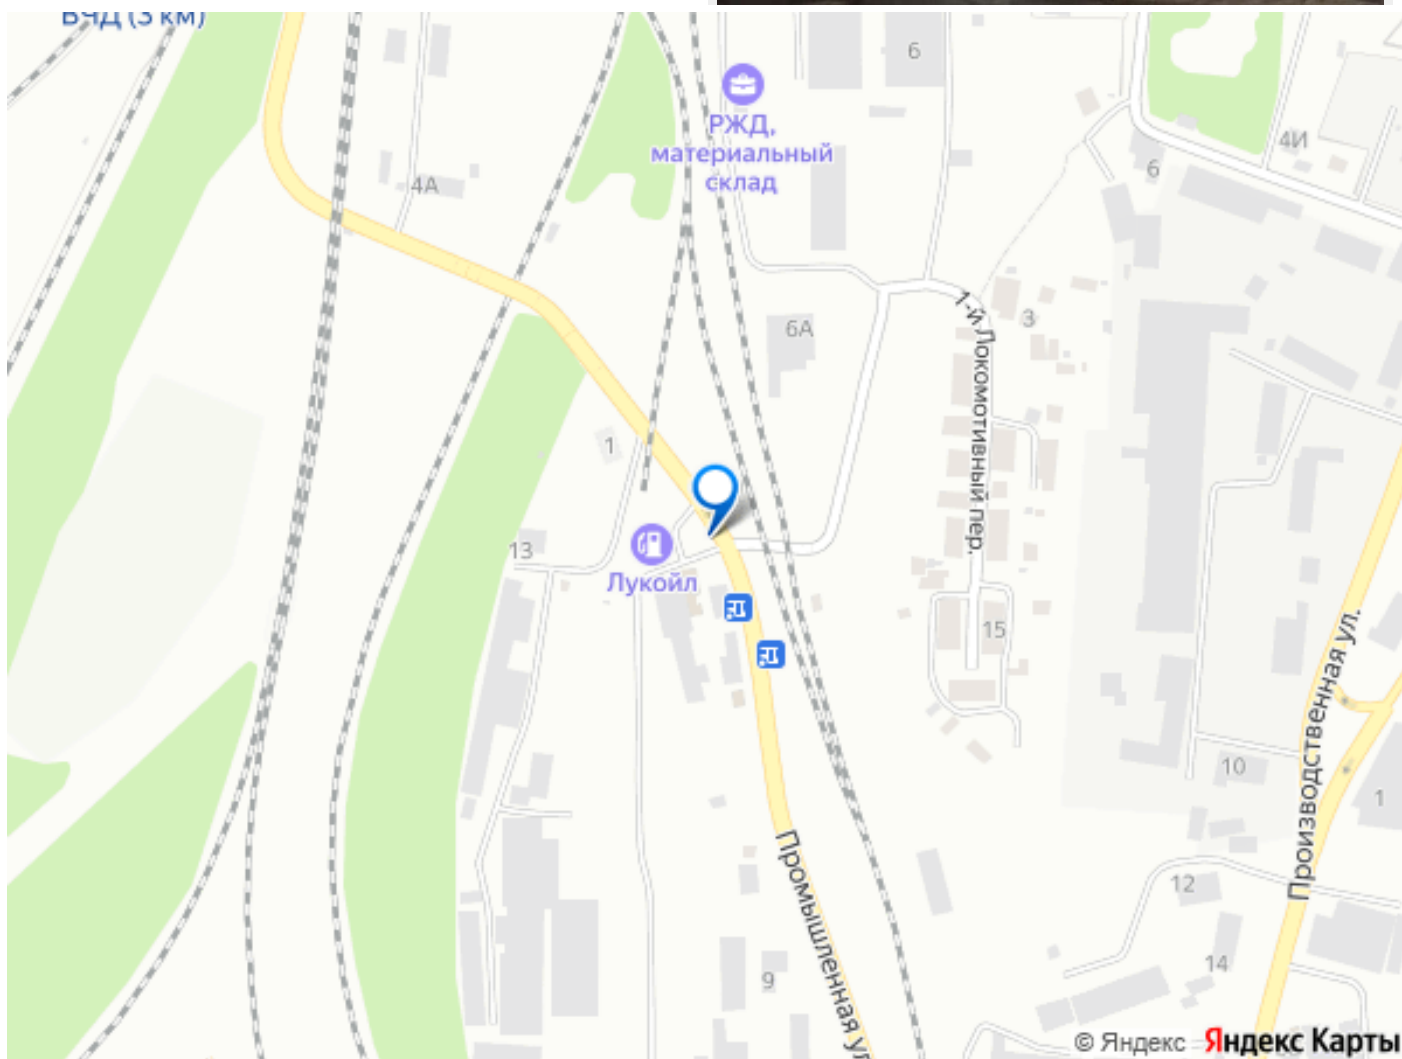 ВЧД (3 км)
6
РЖД,
материальный
склад
4И
4А
6
6А
3
1-й Локомотивный пер.
1
13
Лукойл
15
Производственная ул.
10
1
Промышленная ул
12
14
9
© Яндекс Яндекс Карты